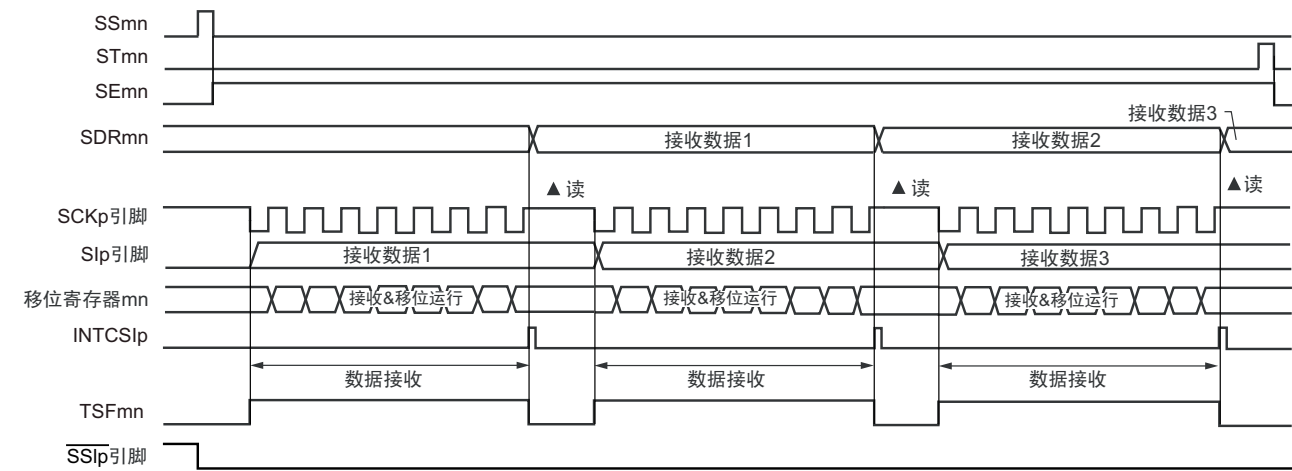 SSmn
STmn
SEmn
接收数据3
SDRmn 接收数据1 接收数据2
▲读 ▲读 ▲读
SCKp引脚
SIp引脚 接收数据1 接收数据2 接收数据3
移位寄存器mn 接收&移位运行 接收&移位运行 接收&移位运行
INTCSIp
数据接收 数据接收 数据接收
TSFmn
SSIp引脚